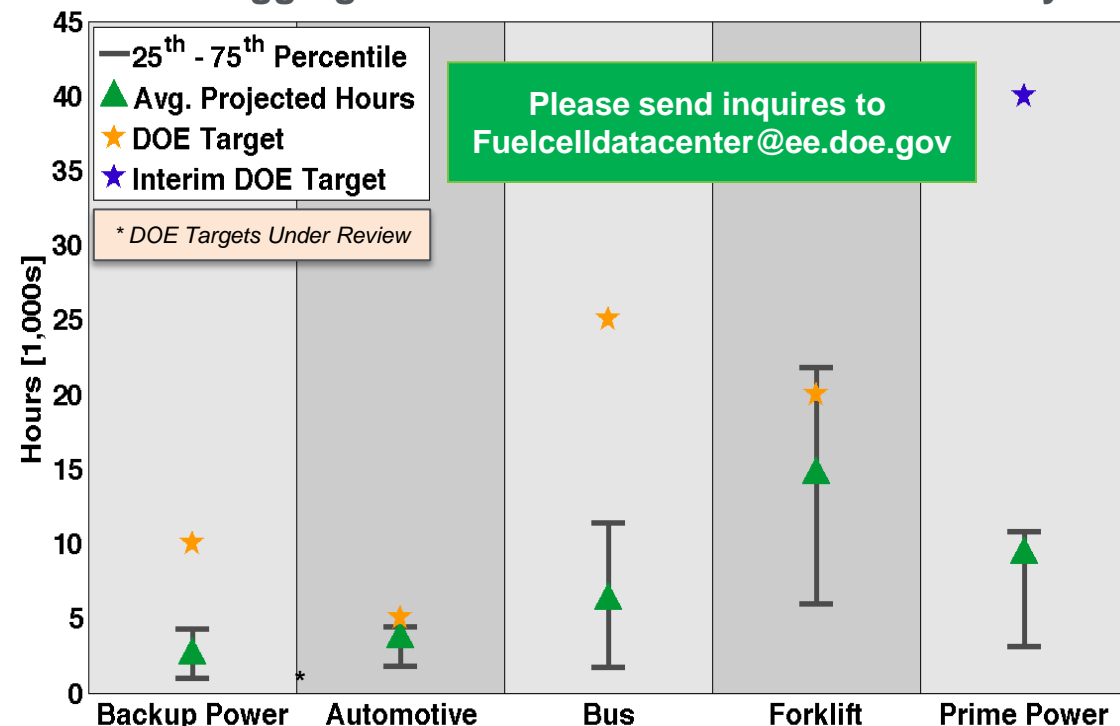 45
40
35
30
25
20
15
10
5
0
Hours [1,000s]
25th - 75th Percentile
Avg. Projected Hours
DOE Target
Interim DOE Target
* DOE Targets Under Review
Please send inquires to
Fuelcelldatacenter@ee.doe.gov
*
Backup Power Automotive Bus Forklift Prime Power